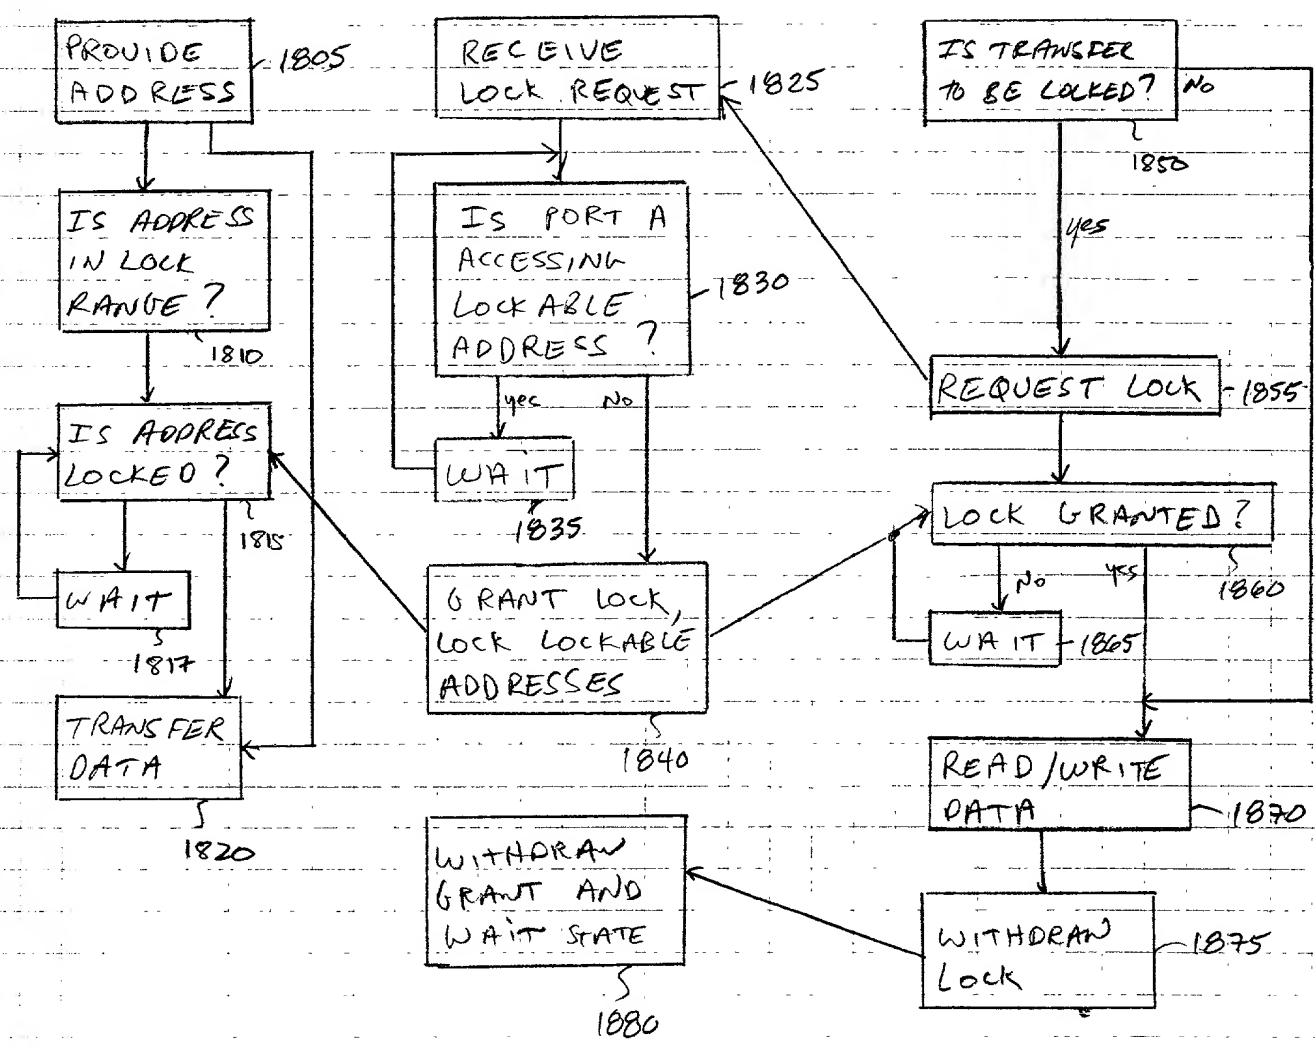 PROVIDE
ADDRESS
1805
IS ADDRESS
IN LOCK
RANGE?
1810
IS ADDRESS
LOCKED?
1815
WAIT
1817
TRANSFER
DATA
1820
RECEIVE
LOCK REQUEST
1825
IS PORT A
ACCESSING
LOCKABLE
ADDRESS?
1830
yes
No
WAIT
1835
GRANT LOCK,
LOCK LOCKABLE
ADDRESSES
1840
WITHDRAW
GRANT AND
WAIT STATE
1880
IS TRANSFER
TO BE LOCKED?
No
1850
yes
REQUEST LOCK
1855
LOCK GRANTED?
1860
No
yes
WAIT
1865
READ/WRITE
DATA
1870
WITHDRAW
LOCK
1875